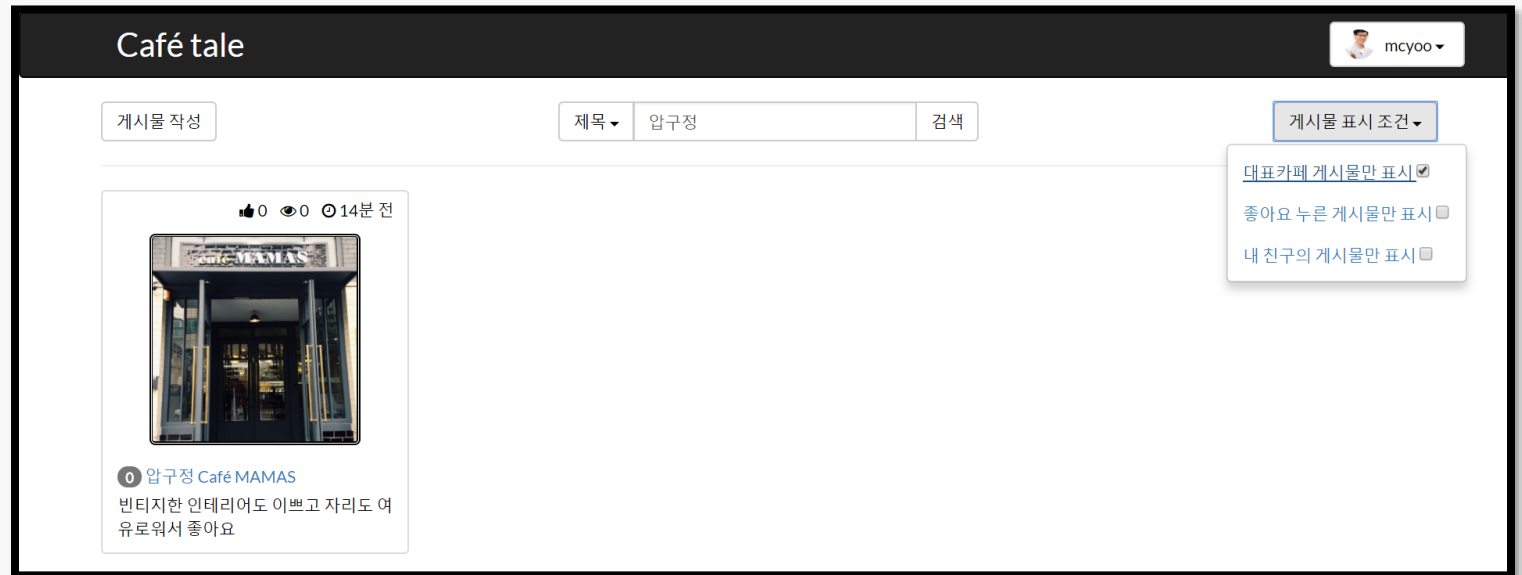 Café tale
mcyoo
게시물 작성
제목
압구정
검색
게시물 표시 조건
대표카페 게시물만 표시
좋아요 누른 게시물만 표시
내 친구의 게시물만 표시
0 0 14분 전
café MAMAS
0 압구정 Café MAMAS
빈티지한 인테리어도 이쁘고 자리도 여
유로워서 좋아요